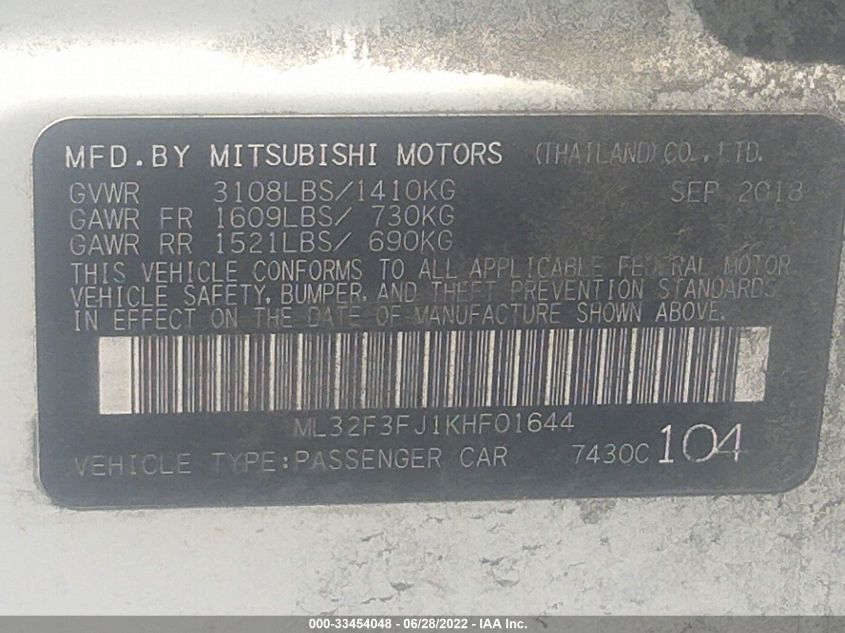 MFD.BY MITSUBISHI MOTORS (THAILAND) CO.,LTD.
GVWR 3108LBS/1410KG SEP 2018
GAWR FR 1609LBS/ 730KG
GAWR RR 1521LBS/ 690KG
THIS VEHICLE CONFORMS TO ALL APPLICABLE FEDERAL MOTOR
VEHICLE SAFETY, BUMPER, AND THEFT PREVENTION STANDARDS
IN EFFECT ON THE DATE OF MANUFACTURE SHOWN ABOVE.
ML32F3FJ1KHF01644
VEHICLE TYPE:PASSENGER CAR 7430C 104
000-33454048 - 06/28/2022 - IAA Inc.